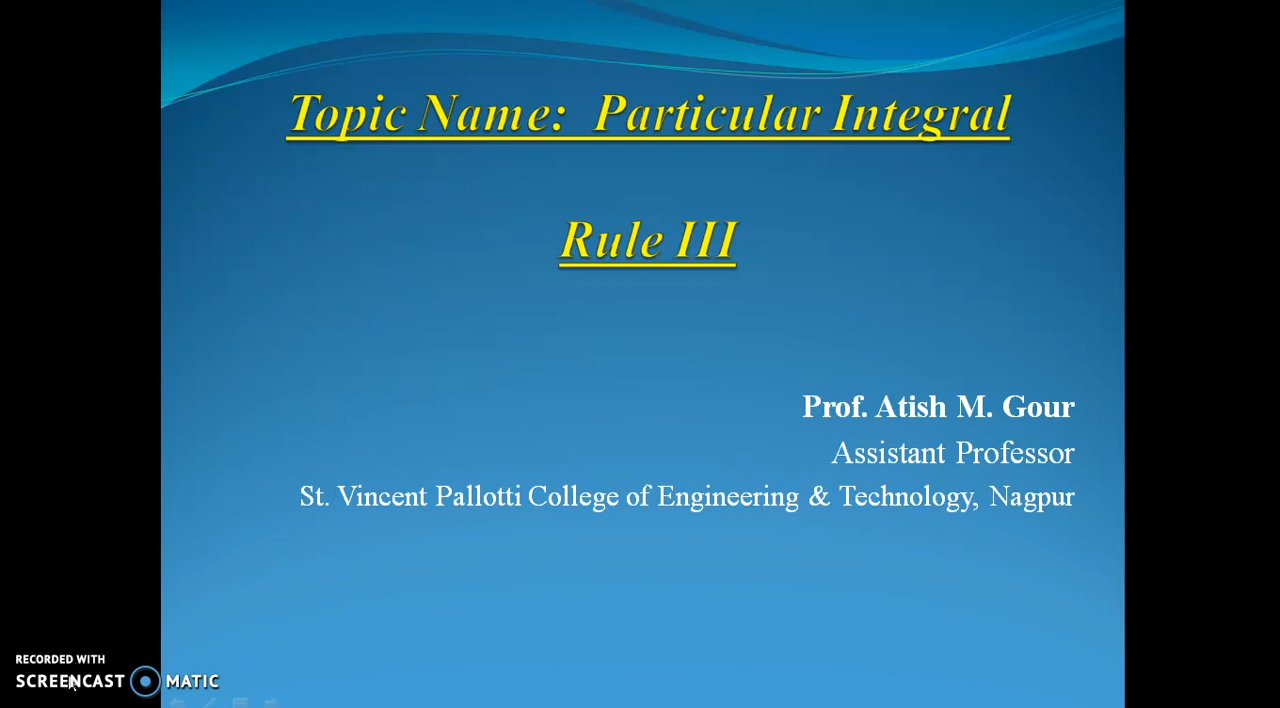 Topic Name: Particular Integral
Rule III
Prof. Atish M. Gour
Assistant Professor
St. Vincent Pallotti College of Engineering & Technology, Nagpur
RECORDED WITH
SCREENCAST MATIC